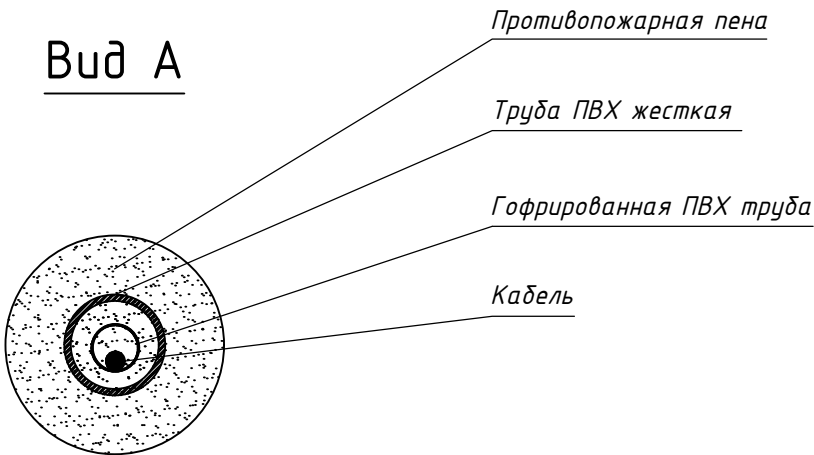 Противопожарная пена
Вид А
Труба ПВХ жесткая
Гофрированная ПВХ труба
Кабель